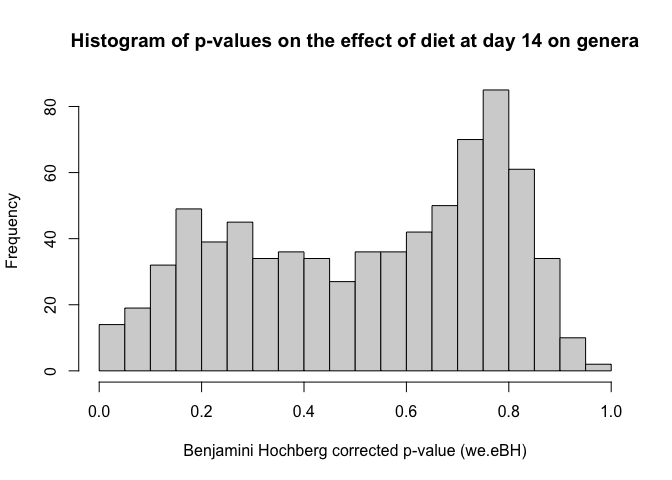 Histogram of p-values on the effect of diet at day 14 on genera
80
60
40
20
0
Frequency
0.0 0.2 0.4 0.6 0.8 1.0
Benjamini Hochberg corrected p-value (we.eBH)